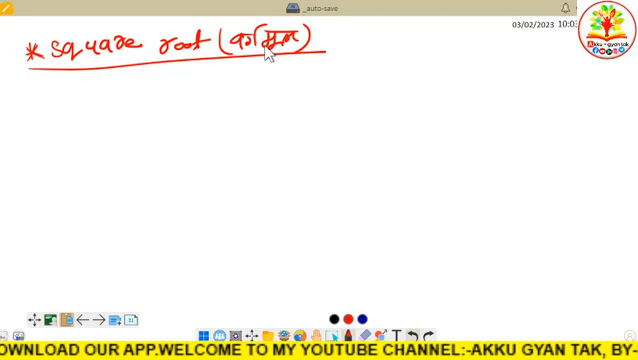 _auto-save
03/02/2023 10:03
* square root (वर्गमूल)
Akku - gyan tak
OWNLOAD OUR APP.WELCOME TO MY YOUTUBE CHANNEL:-AKKU GYAN TAK, BY.